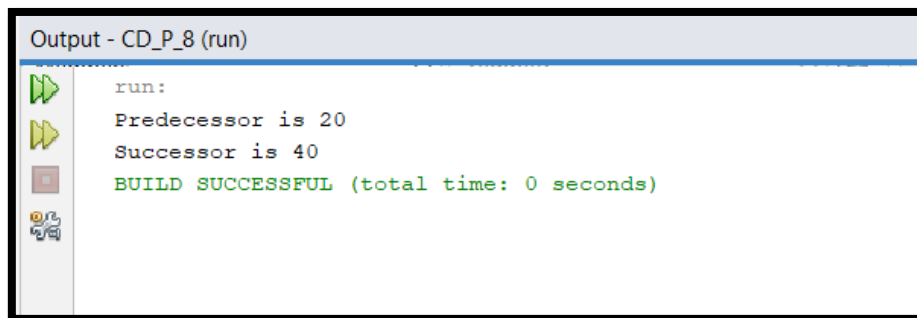 Output - CD_P_8 (run)
run:
Predecessor is 20
Successor is 40
BUILD SUCCESSFUL (total time: 0 seconds)